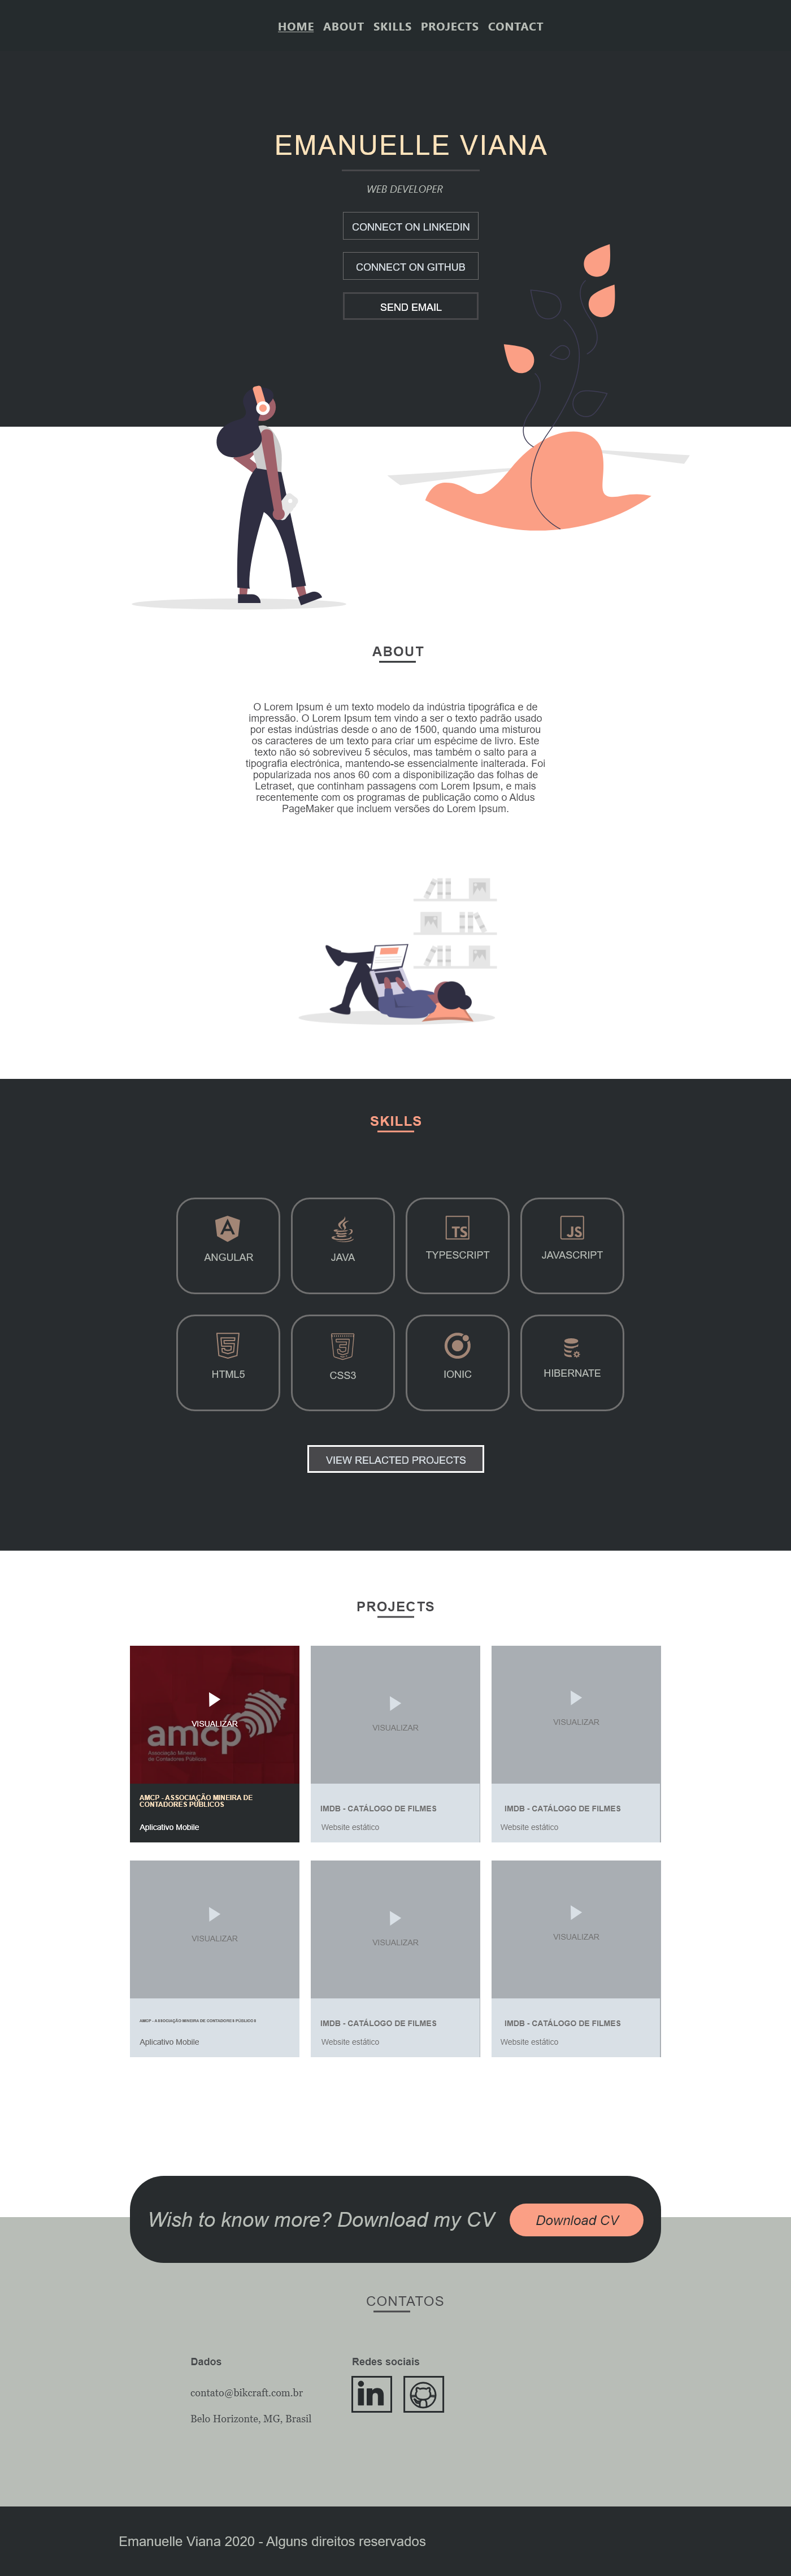 HOME ABOUT SKILLS PROJECTS CONTACT
EMANUELLE VIANA
WEB DEVELOPER
CONNECT ON LINKEDIN
CONNECT ON GITHUB
SEND EMAIL
ABOUT
O Lorem Ipsum é um texto modelo da indústria tipográfica e de
impressão. O Lorem Ipsum tem vindo a ser o texto padrão usado
por estas indústrias desde o ano de 1500, quando uma misturou
os caracteres de um texto para criar um espécime de livro. Este
texto não só sobreviveu 5 séculos, mas também o salto para a
tipografia electrónica, mantendo-se essencialmente inalterada. Foi
popularizada nos anos 60 com a disponibilização das folhas de
Letraset, que continham passagens com Lorem Ipsum, e mais
recentemente com os programas de publicação como o Aldus
PageMaker que incluem versões do Lorem Ipsum.
SKILLS
A TS JS
ANGULAR JAVA TYPESCRIPT JAVASCRIPT
5 3
HTML5 CSS3 IONIC HIBERNATE
VIEW RELACTED PROJECTS
PROJECTS
amcp
Associação Mineira
de Contadores Públicos
VISUALIZAR VISUALIZAR VISUALIZAR
AMCP - ASSOCIAÇÃO MINEIRA DE
CONTADORES PÚBLICOS
IMDB - CATÁLOGO DE FILMES IMDB - CATÁLOGO DE FILMES
Aplicativo Mobile Website estático Website estático
VISUALIZAR VISUALIZAR VISUALIZAR
AMCP - ASSOCIAÇÃO MINEIRA DE CONTADORES PÚBLICOS IMDB - CATÁLOGO DE FILMES IMDB - CATÁLOGO DE FILMES
Aplicativo Mobile Website estático Website estático
Wish to know more? Download my CV Download CV
CONTATOS
Dados Redes sociais
in
contato@bikcraft.com.br
Belo Horizonte, MG, Brasil
Emanuelle Viana 2020 - Alguns direitos reservados